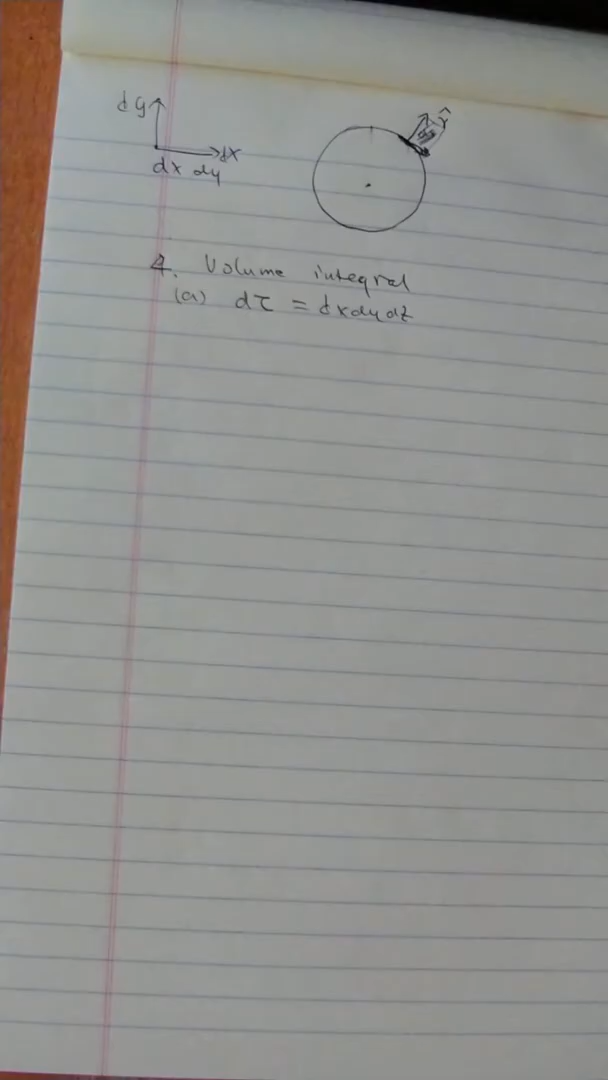 dy
dx
dx dy
r̂
4. Volume integral
(a) dτ = dxdydz